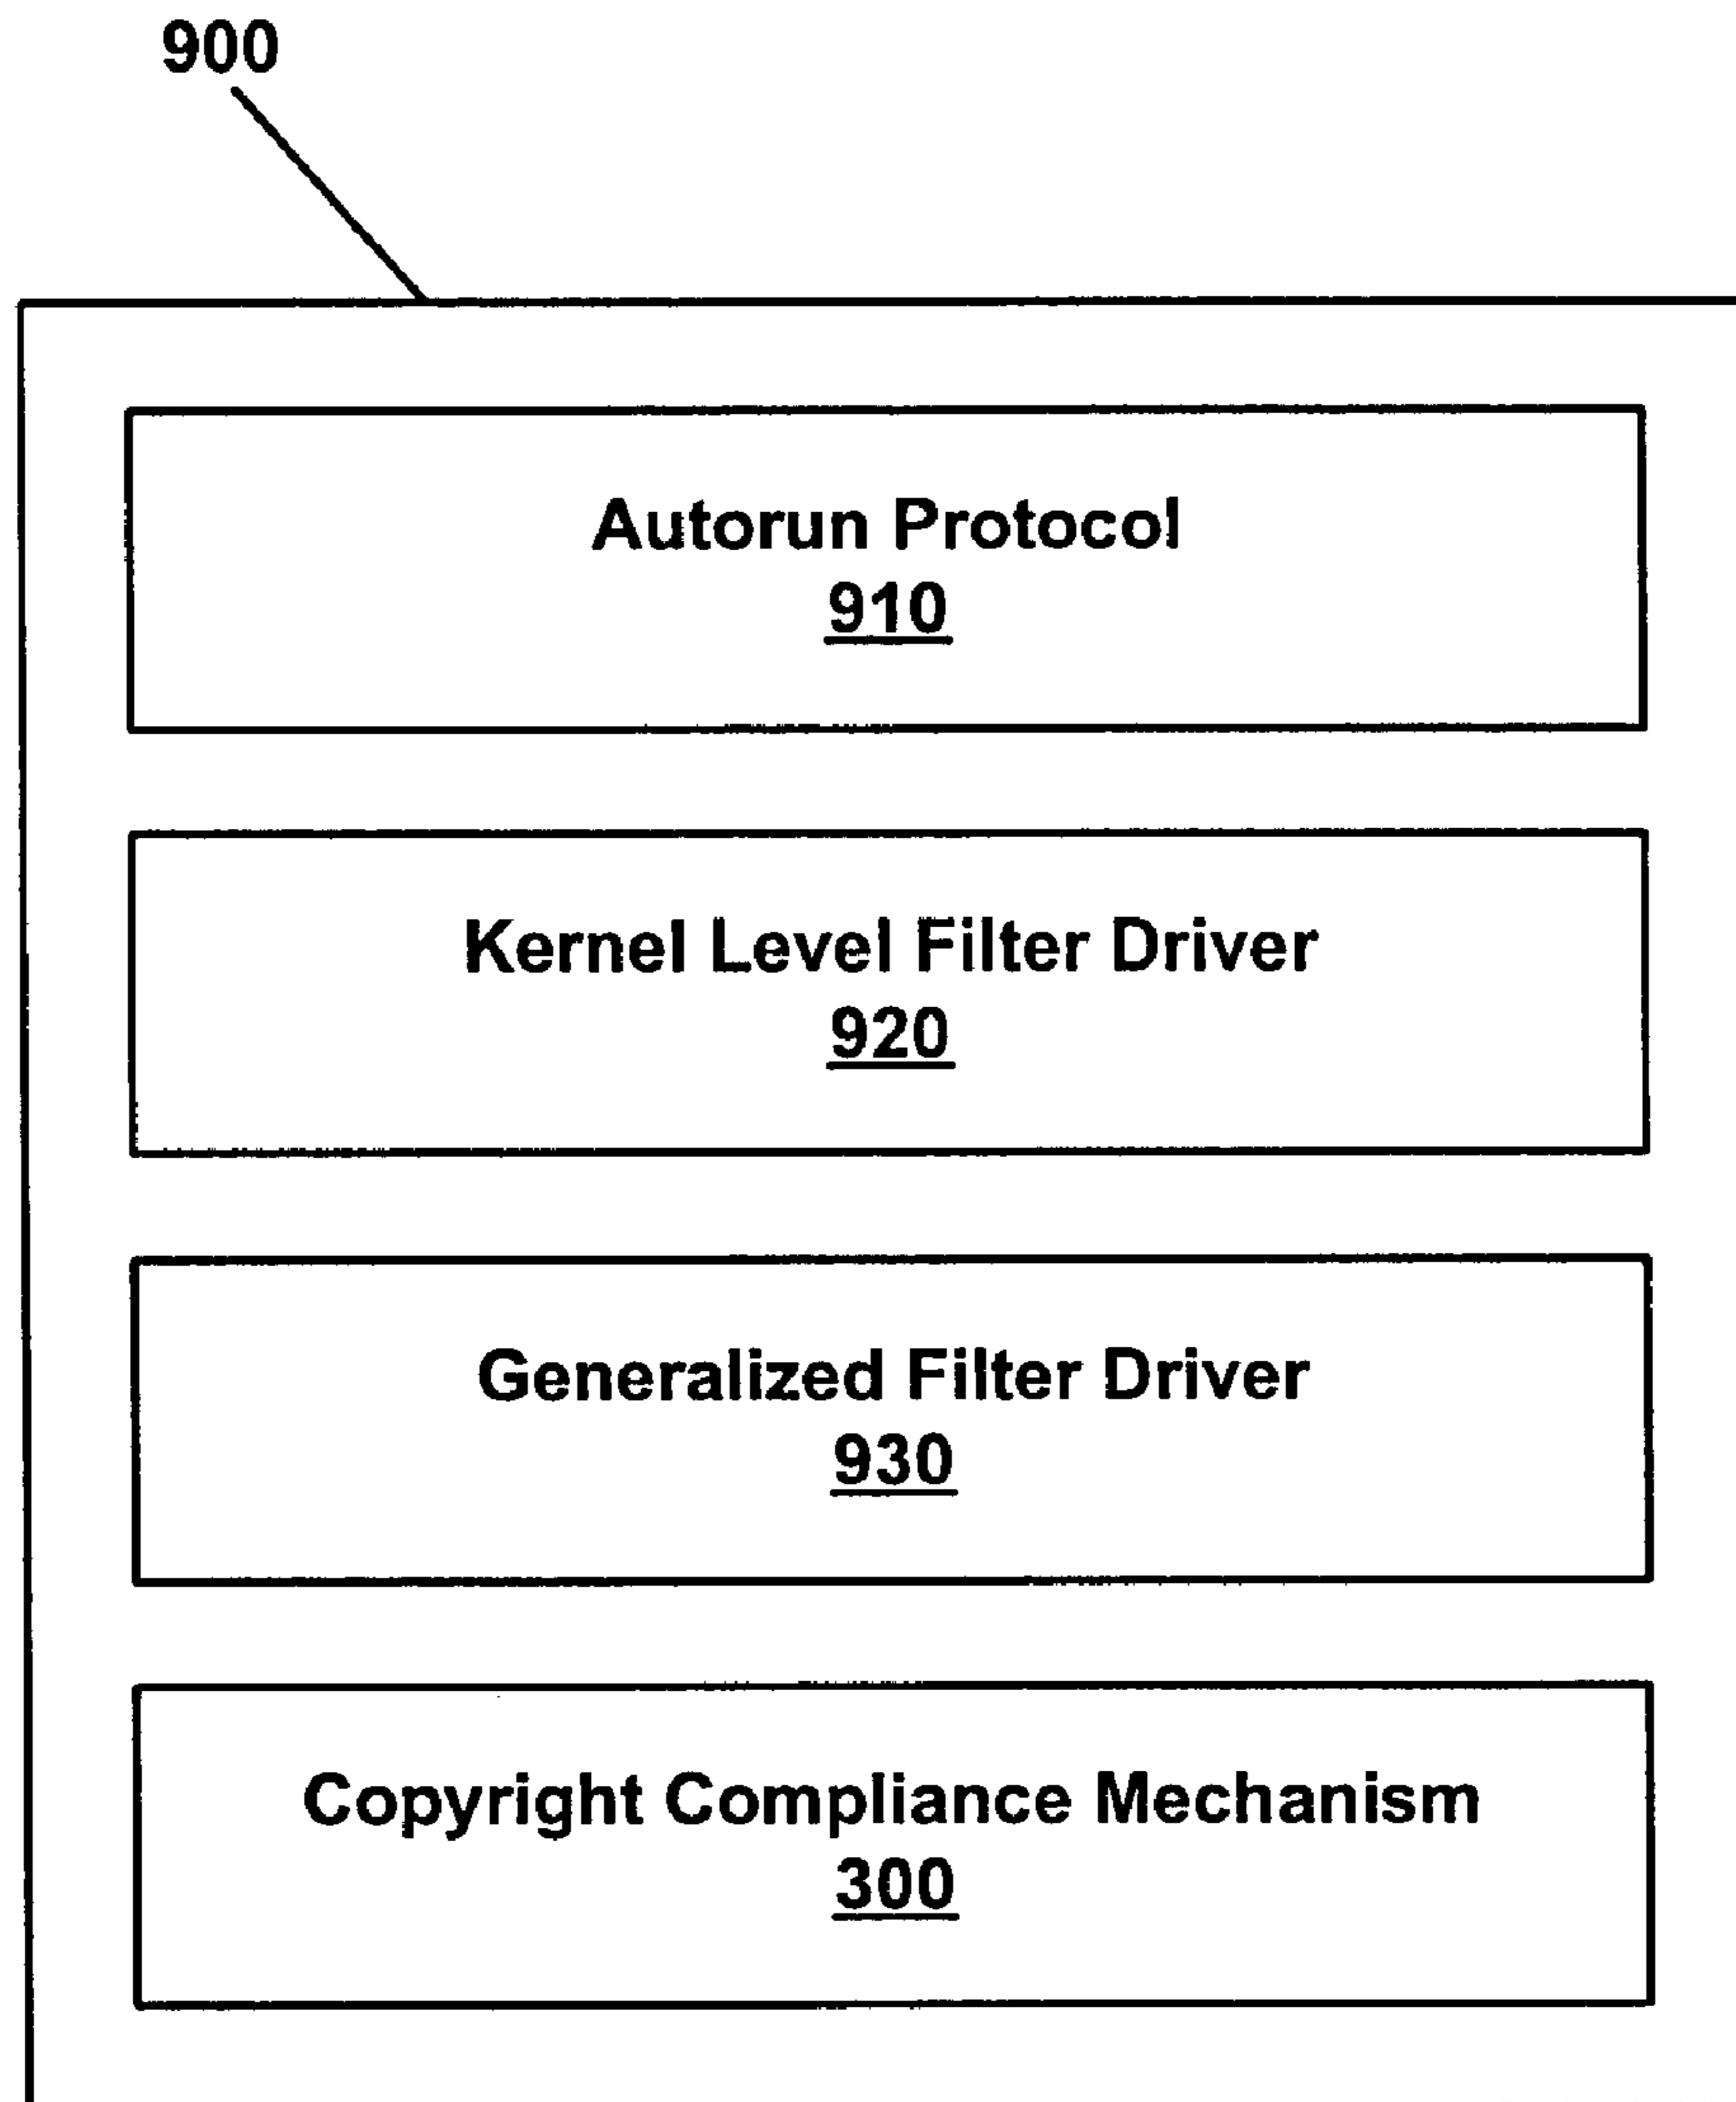 900
Autorun Protocol
910
Kernel Level Filter Driver
920
Generalized Filter Driver
930
Copyright Compliance Mechanism
300